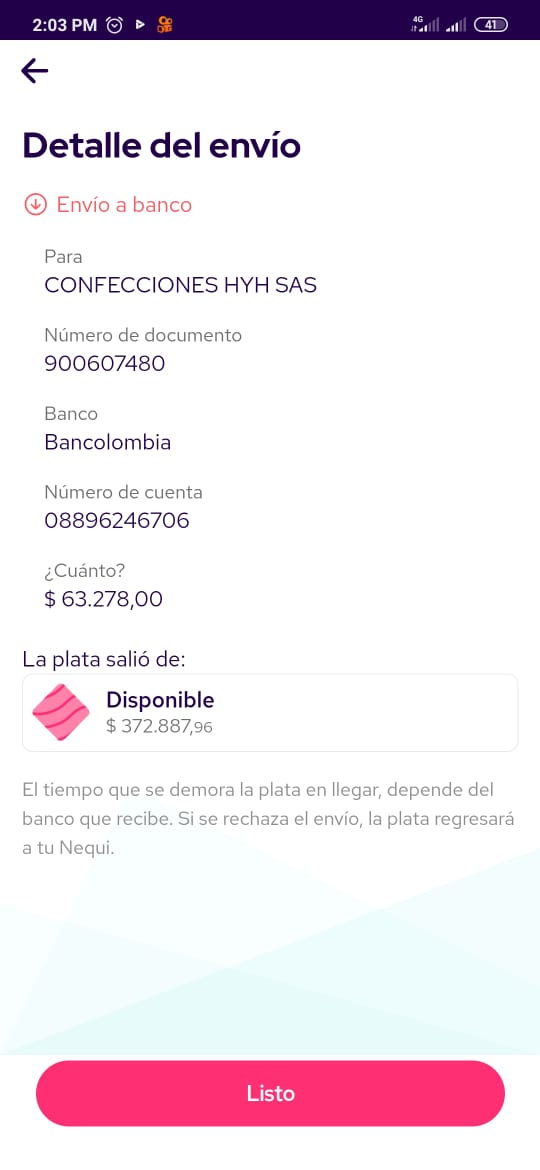 2:03 PM 4G 41
Detalle del envío
Envío a banco
Para
CONFECCIONES HYH SAS
Número de documento
900607480
Banco
Bancolombia
Número de cuenta
08896246706
¿Cuánto?
$ 63.278,00
La plata salió de:
Disponible
$ 372.887,96
El tiempo que se demora la plata en llegar, depende del
banco que recibe. Si se rechaza el envío, la plata regresará
a tu Nequi.
Listo